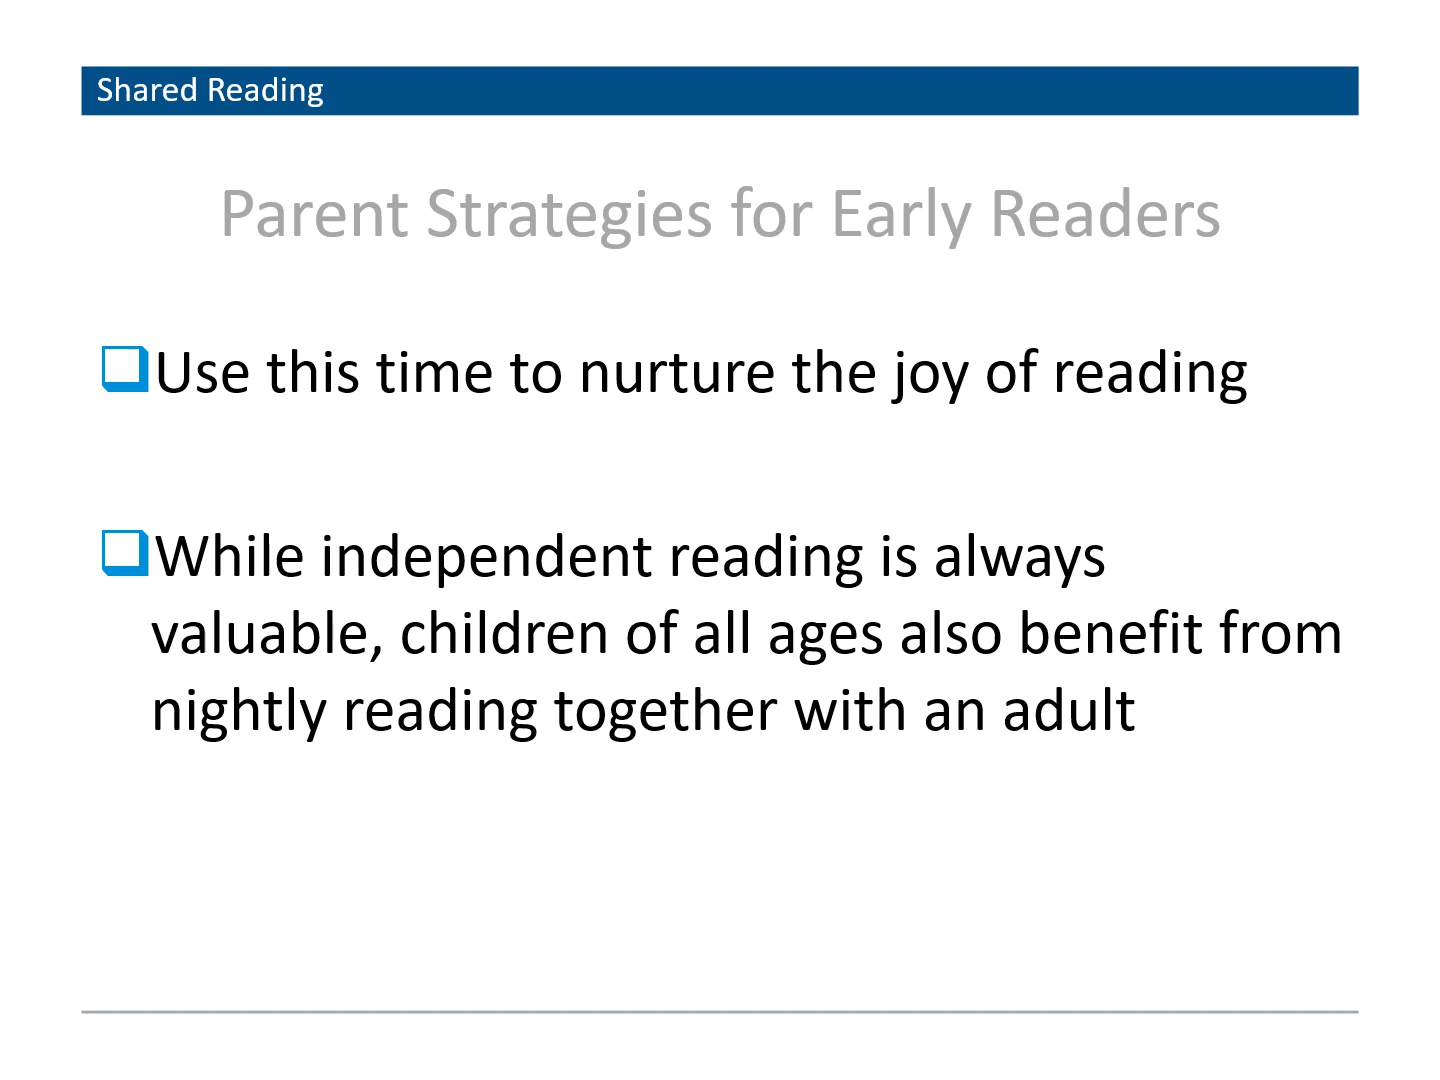 Shared Reading
Parent Strategies for Early Readers
Use this time to nurture the joy of reading
While independent reading is always
valuable, children of all ages also benefit from
nightly reading together with an adult